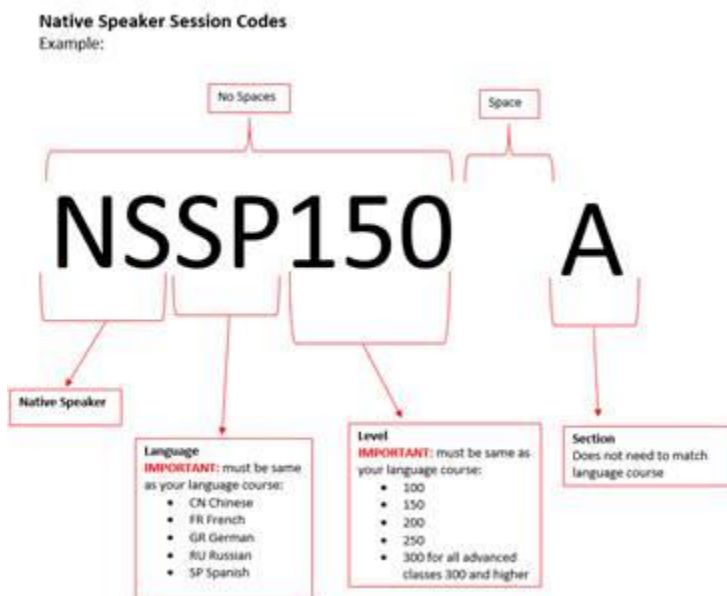 Native Speaker Session Codes
Example:
No Spaces
Space
NSSP150 A
Native Speaker
Language
IMPORTANT: must be same
as your language course:
• CN Chinese
• FR French
• GR German
• RU Russian
• SP Spanish
Level
IMPORTANT: must be same as
your language course:
• 100
• 150
• 200
• 250
• 300 for all advanced
classes 300 and higher
Section
Does not need to match
language course